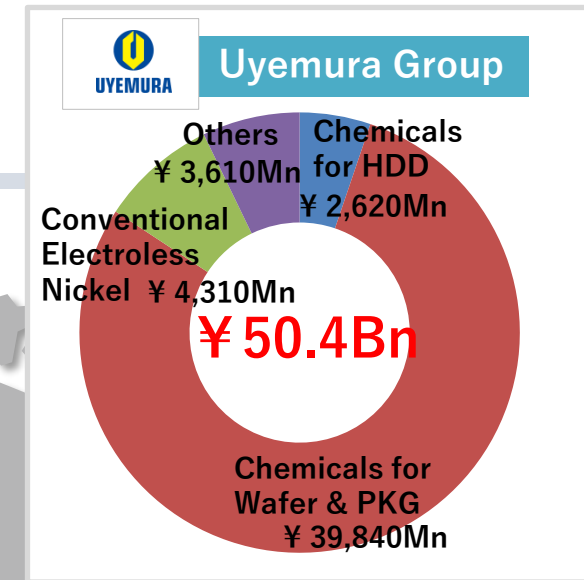 UYEMURA
Uyemura Group
Others
¥ 3,610Mn
Chemicals
for HDD
¥ 2,620Mn
Conventional
Electroless
Nickel ¥ 4,310Mn
¥50.4Bn
Chemicals for
Wafer & PKG
¥ 39,840Mn